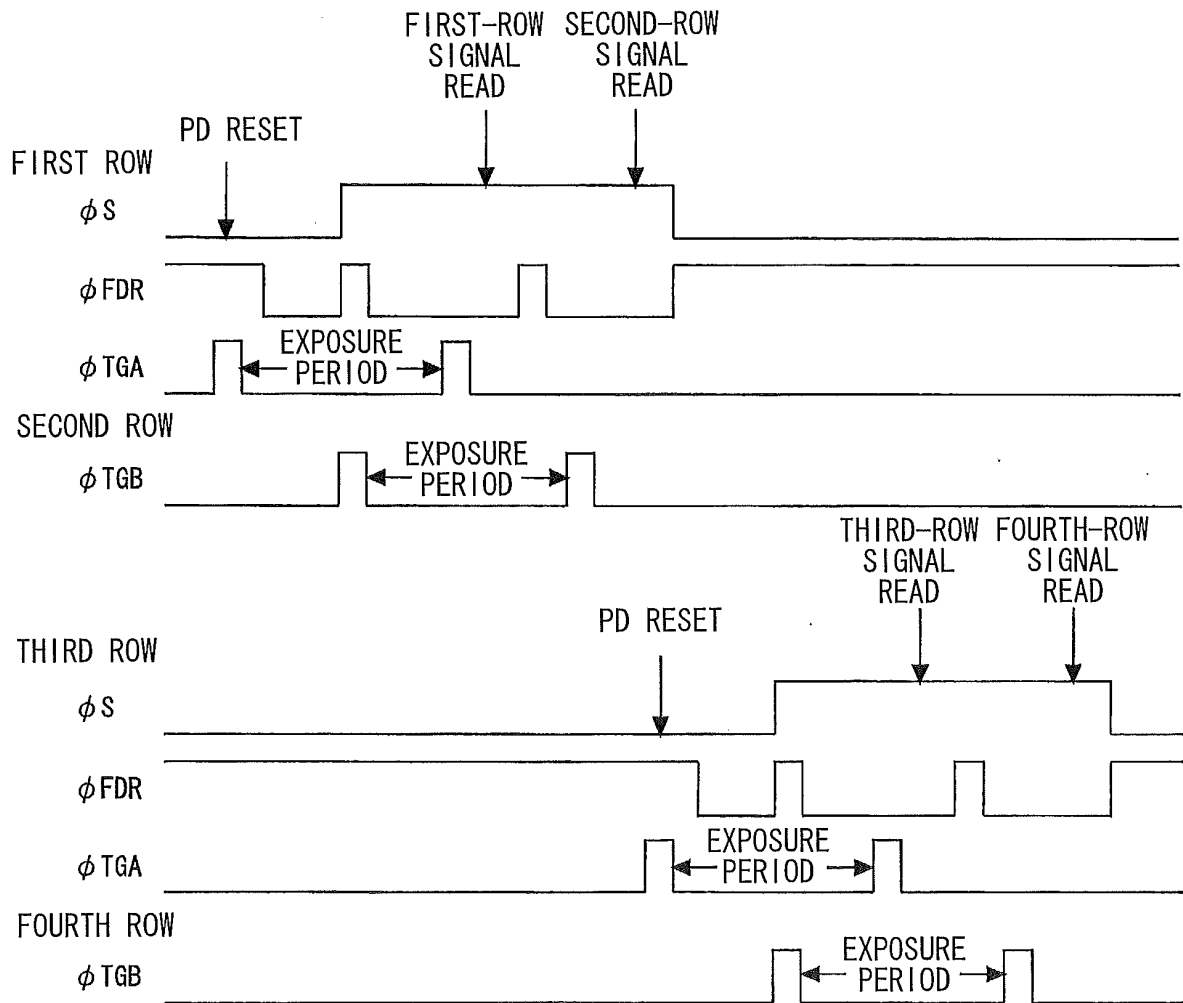 FIRST-ROW SECOND-ROW
SIGNAL SIGNAL
READ READ
PD RESET
FIRST ROW
φS
φFDR
φTGA
EXPOSURE
PERIOD
SECOND ROW
φTGB
EXPOSURE
PERIOD
THIRD-ROW FOURTH-ROW
SIGNAL SIGNAL
READ READ
PD RESET
THIRD ROW
φS
φFDR
φTGA
EXPOSURE
PERIOD
FOURTH ROW
φTGB
EXPOSURE
PERIOD